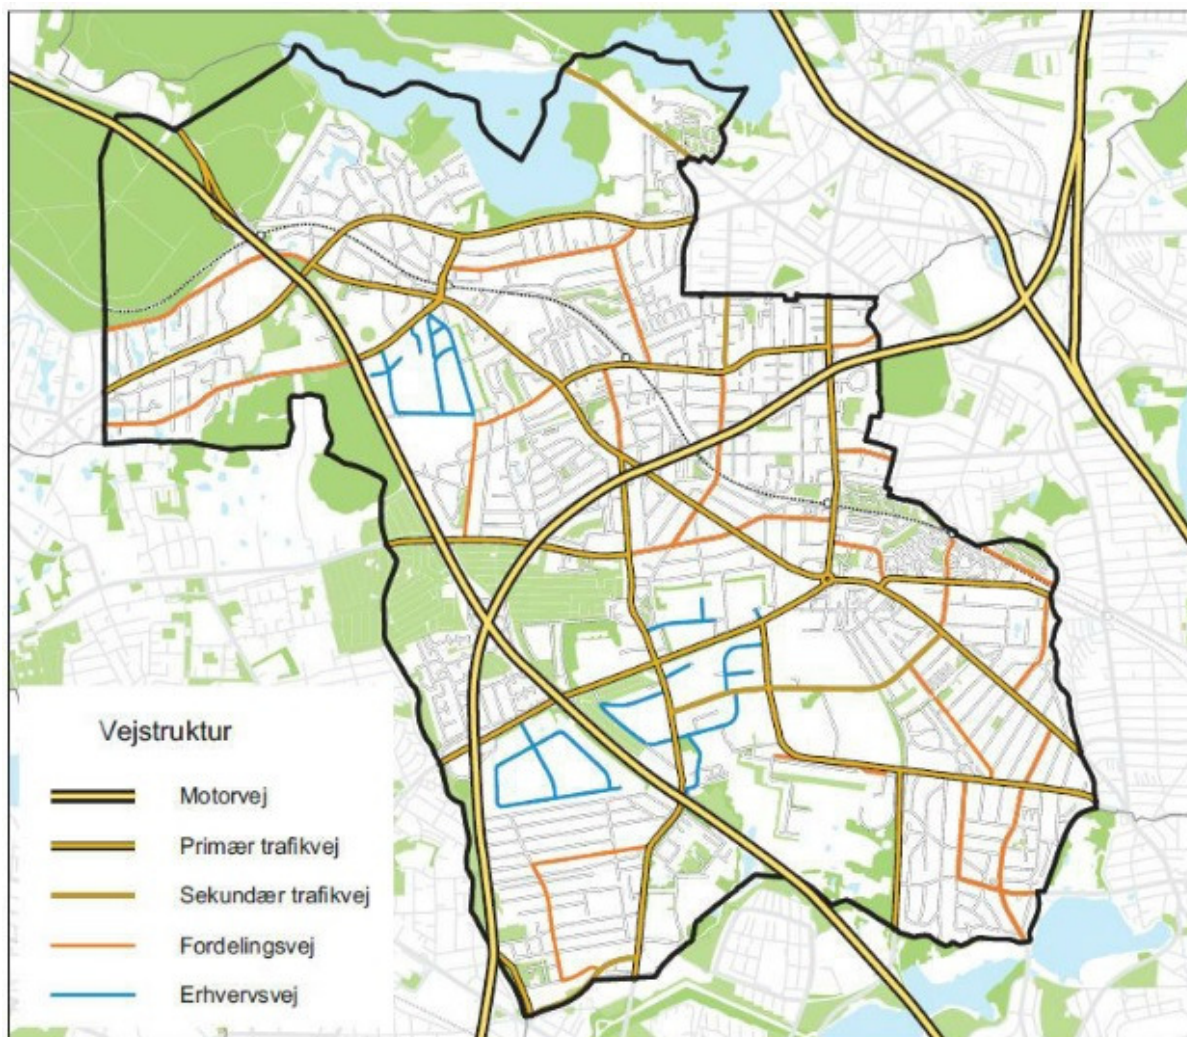 Vejstruktur
Motorvej
Primær trafikvej
Sekundær trafikvej
Fordelingsvej
Erhvervsvej